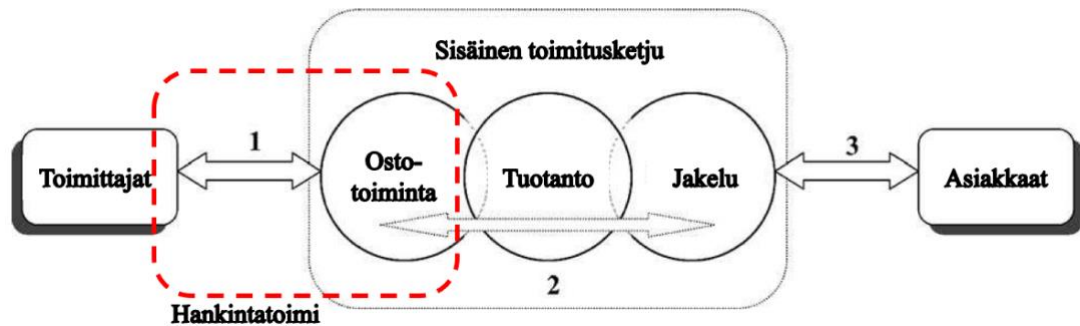 Sisäinen toimitusketju
Toimittajat
1
Osto-
toiminta
Tuotanto
Jakelu
3
Asiakkaat
2
Hankintatoimi